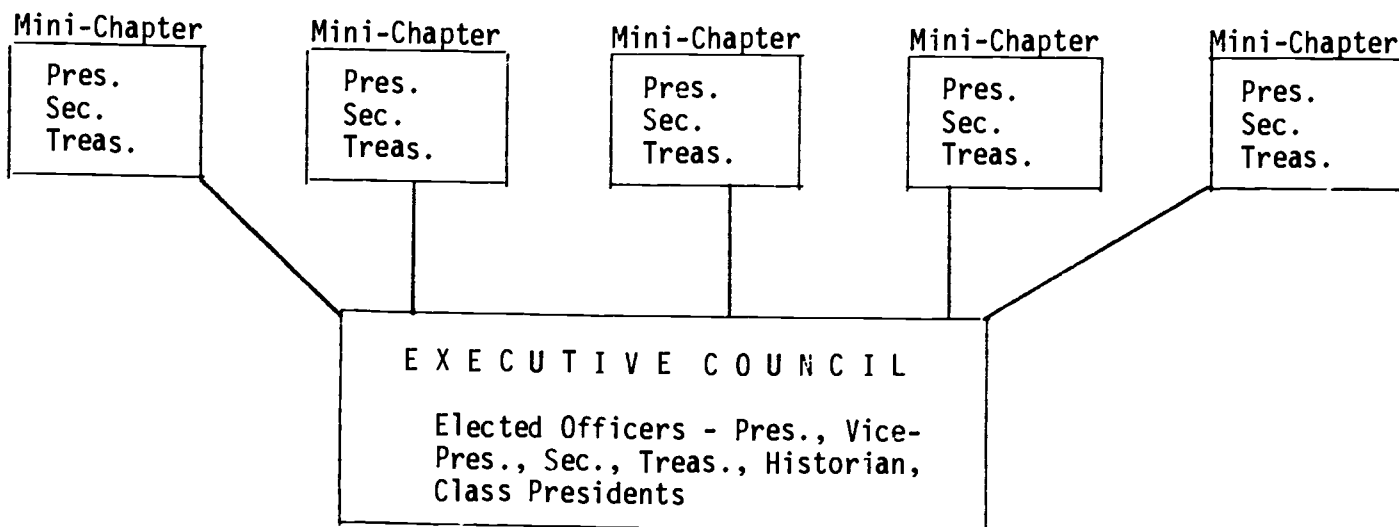 Mini-Chapter
Pres.
Sec.
Treas.
Mini-Chapter
Pres.
Sec.
Treas.
Mini-Chapter
Pres.
Sec.
Treas.
Mini-Chapter
Pres.
Sec.
Treas.
Mini-Chapter
Pres.
Sec.
Treas.
E X E C U T I V E C O U N C I L
Elected Officers - Pres., Vice-
Pres., Sec., Treas., Historian,
Class Presidents